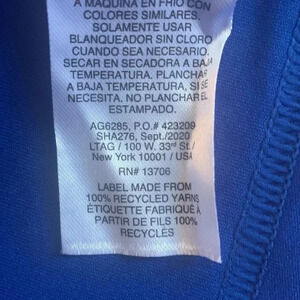 A MAQUINA EN FRIO CON
COLORES SIMILARES.
SOLAMENTE USAR
BLANQUEADOR SIN CLORO
CUANDO SEA NECESARIO.
SECAR EN SECADORA A BAJA
TEMPERATURA. PLANCHAR
A BAJA TEMPERATURA, SI SE
NECESITA. NO PLANCHAR EL
ESTAMPADO.
AG6285, P.O.# 423209
SHA276, Sept./2020
LTAG / 100 W. 33rd St./
New York 10001 / USA
RN# 13706
LABEL MADE FROM
100% RECYCLED YARNS
ÉTIQUETTE FABRIQUÉ À
PARTIR DE FILS 100%
RECYCLÉS